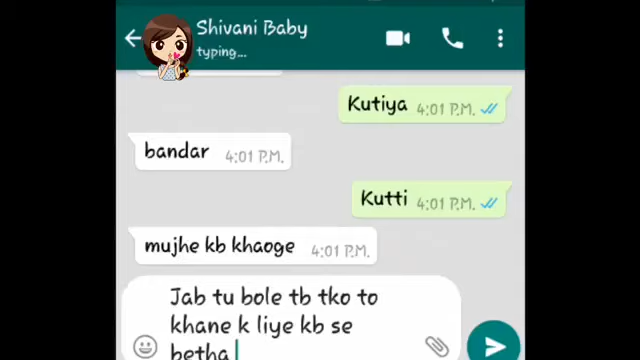 Shivani Baby
typing...
Kutiya 4:01 P.M.
bandar 4:01 P.M.
Kutti 4:01 P.M.
mujhe kb khaoge 4:01 P.M.
Jab tu bole tb tko to
khane k liye kb se
betha